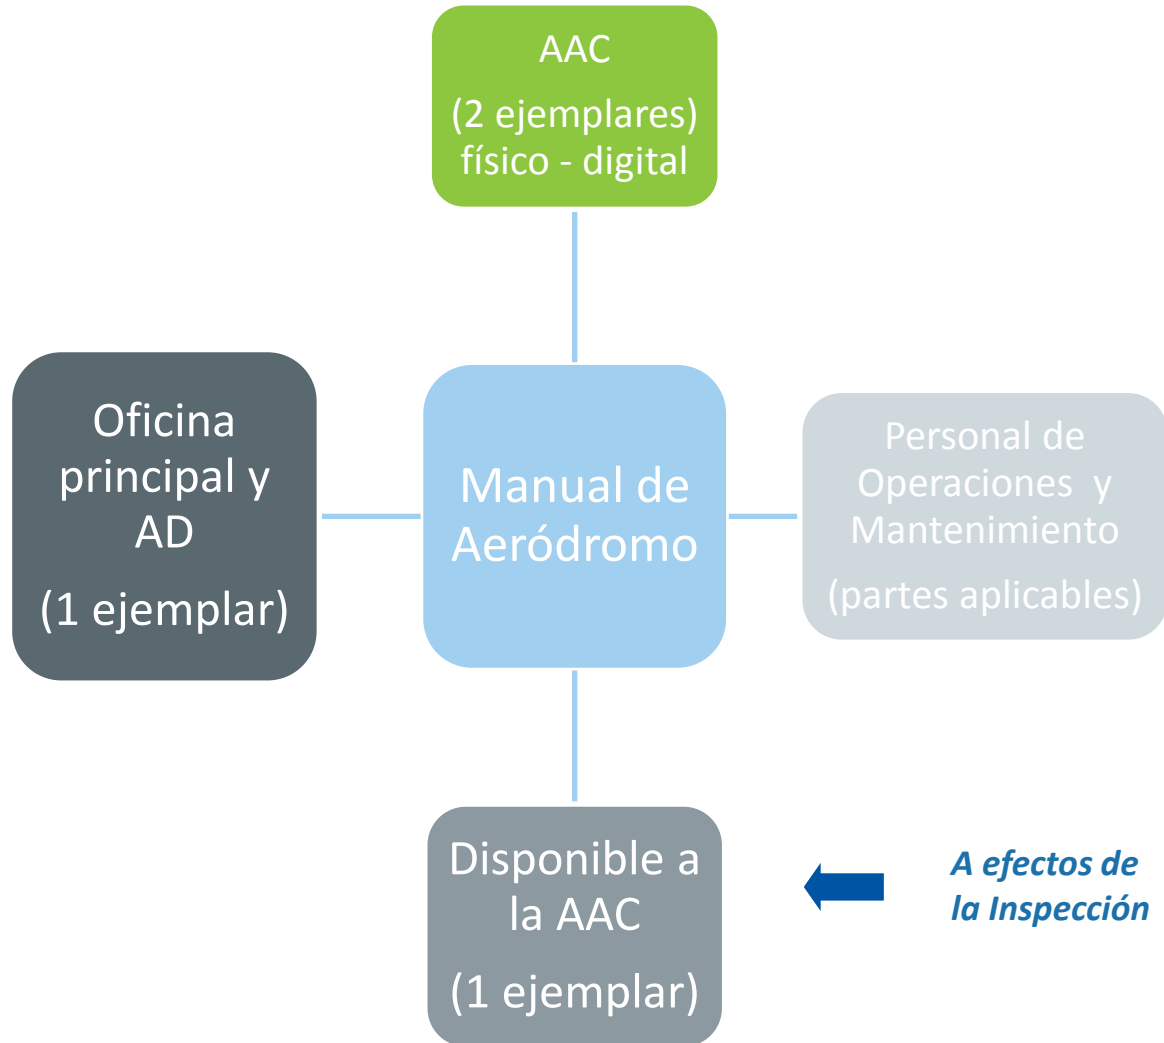 AAC
(2 ejemplares)
físico - digital
Oficina
principal y
AD
(1 ejemplar)
Manual de
Aeródromo
Personal de
Operaciones y
Mantenimiento
(partes aplicables)
Disponible a
la AAC
(1 ejemplar)
A efectos de
la Inspección